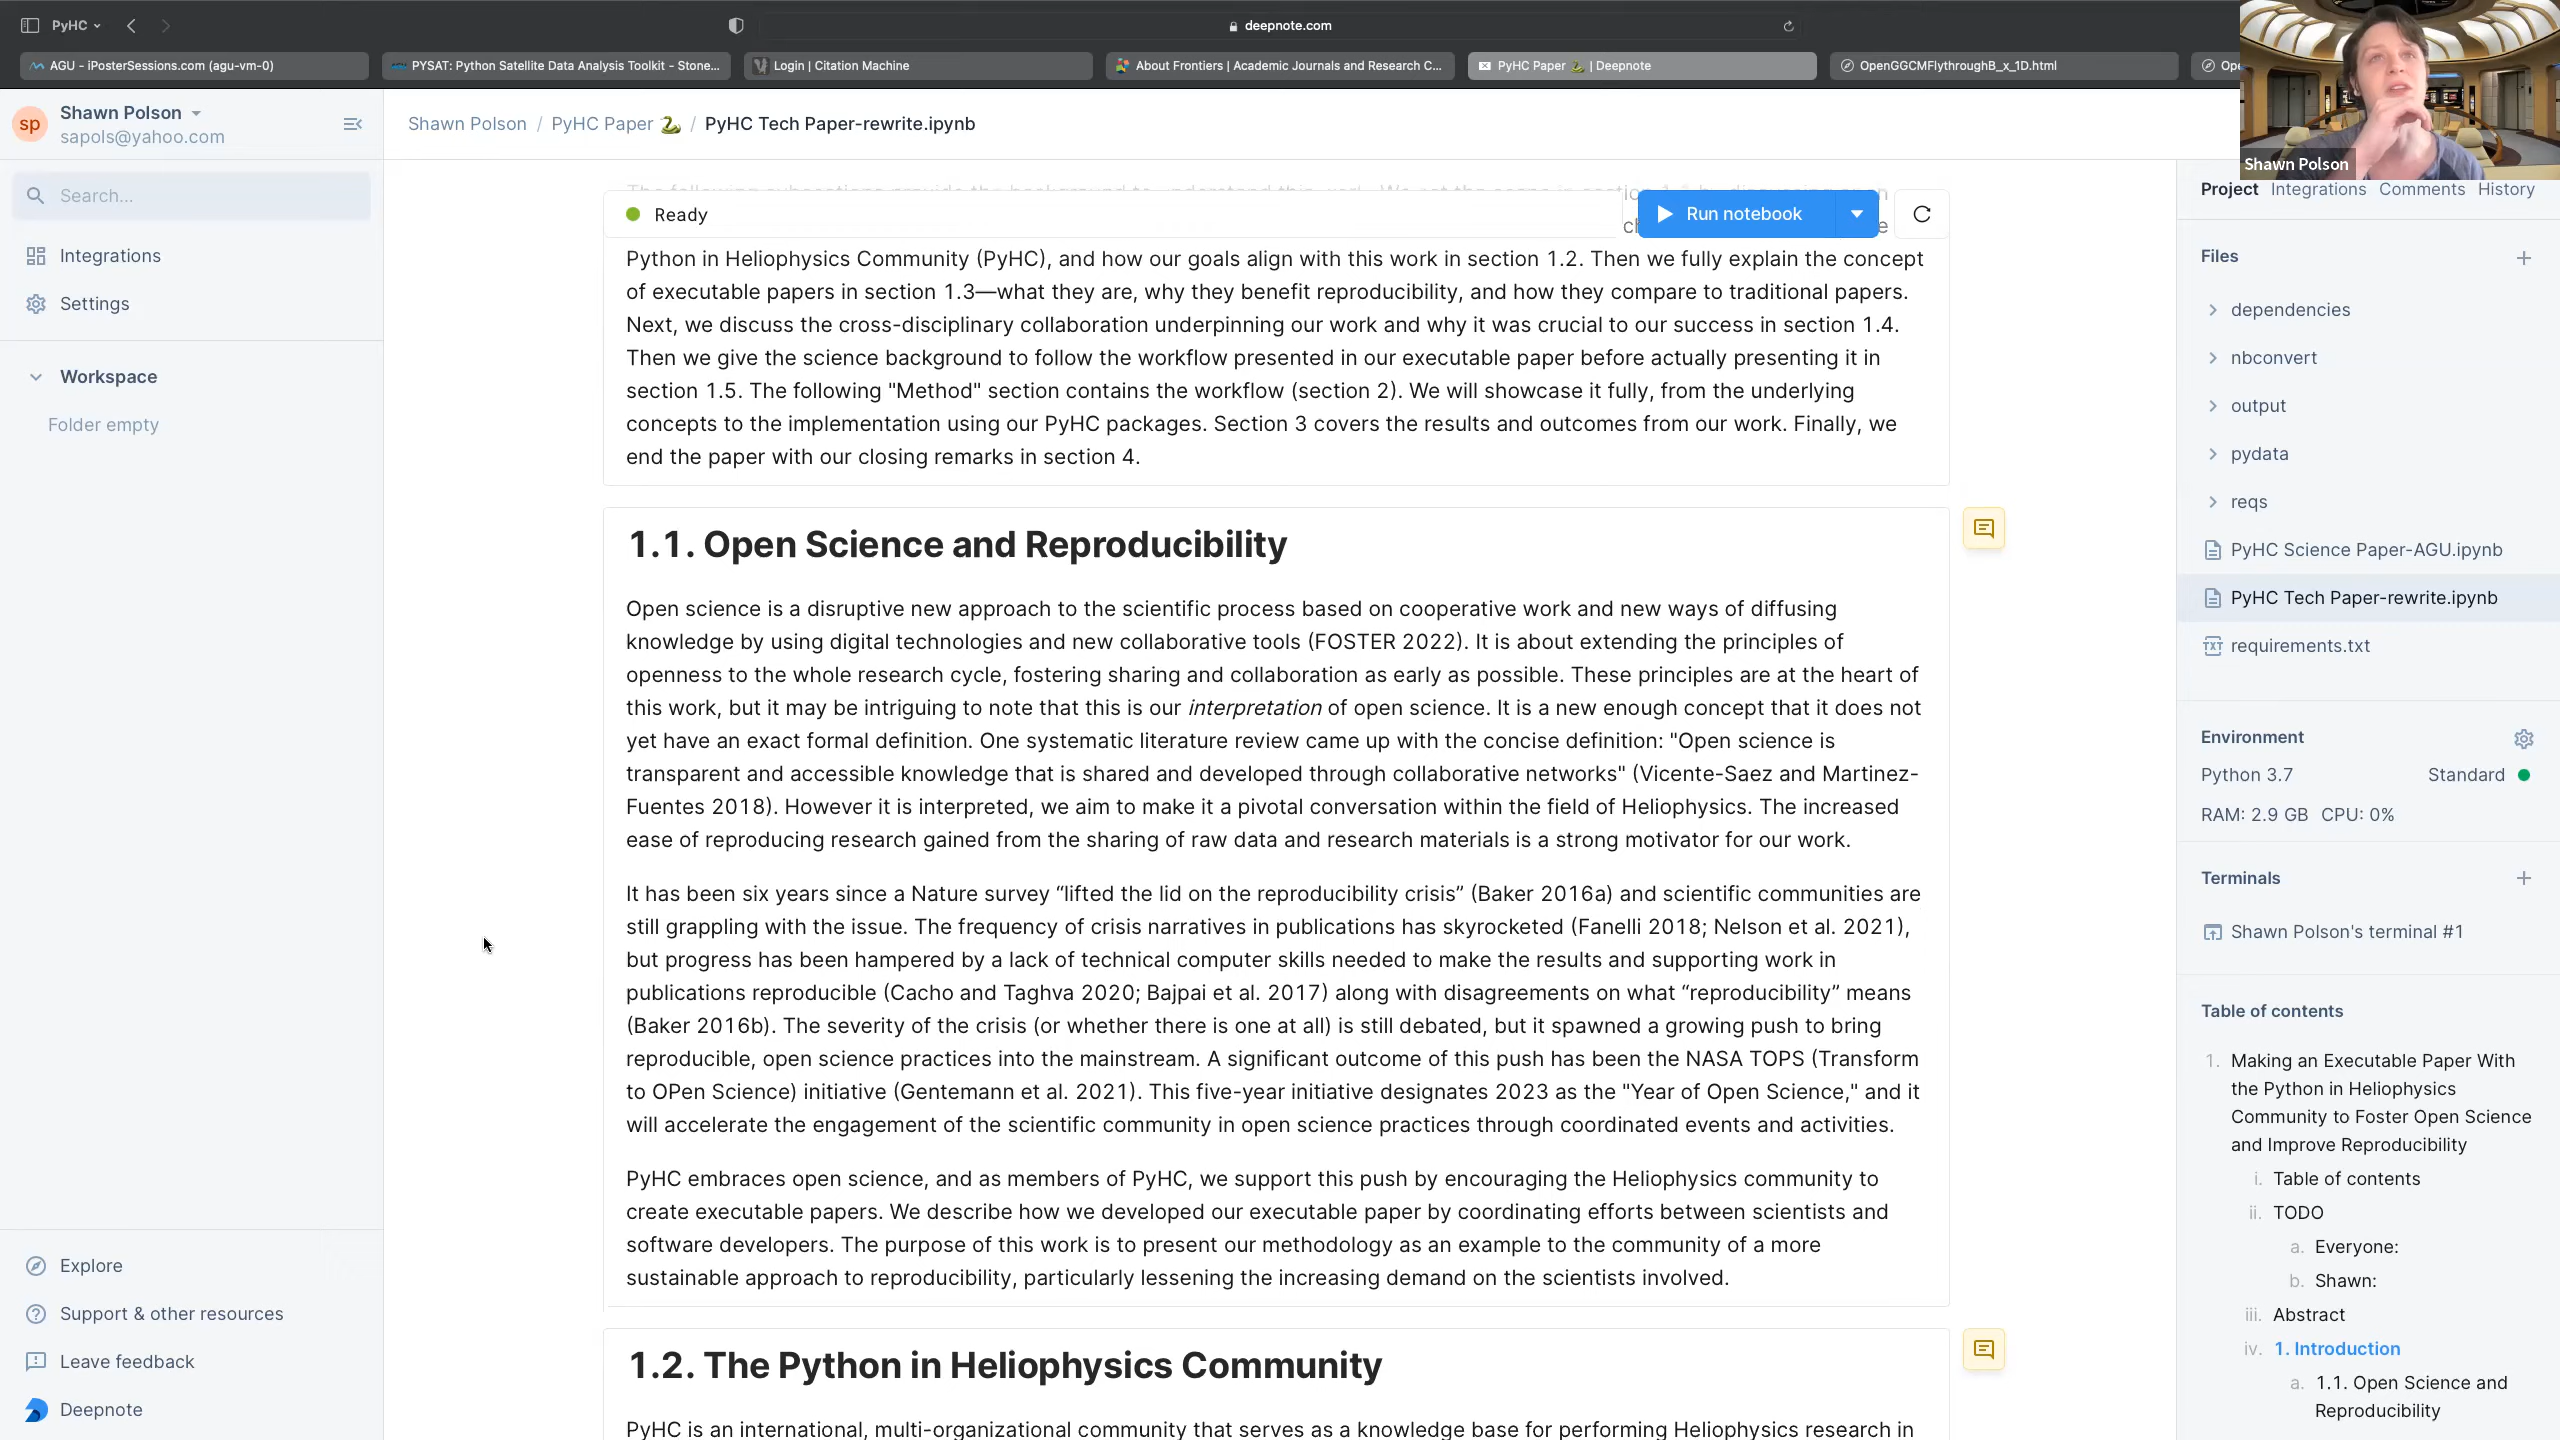 PyHC
deepnote.com
AGU - iPosterSessions.com (agu-vm-0)
PYSAT: Python Satellite Data Analysis Toolkit - Stone...
Login | Citation Machine
About Frontiers | Academic Journals and Research C...
PyHC Paper 🐍 | Deepnote
OpenGGCMFlythroughB_x_1D.html
Ope
Shawn Polson
sp
Shawn Polson
sapols@yahoo.com
Search...
Integrations
Settings
Workspace
Folder empty
Explore
Support & other resources
Leave feedback
Deepnote
Shawn Polson / PyHC Paper 🐍 / PyHC Tech Paper-rewrite.ipynb
Ready
Run notebook
Python in Heliophysics Community (PyHC), and how our goals align with this work in section 1.2. Then we fully explain the concept
of executable papers in section 1.3—what they are, why they benefit reproducibility, and how they compare to traditional papers.
Next, we discuss the cross-disciplinary collaboration underpinning our work and why it was crucial to our success in section 1.4.
Then we give the science background to follow the workflow presented in our executable paper before actually presenting it in
section 1.5. The following "Method" section contains the workflow (section 2). We will showcase it fully, from the underlying
concepts to the implementation using our PyHC packages. Section 3 covers the results and outcomes from our work. Finally, we
end the paper with our closing remarks in section 4.
1.1. Open Science and Reproducibility
Open science is a disruptive new approach to the scientific process based on cooperative work and new ways of diffusing
knowledge by using digital technologies and new collaborative tools (FOSTER 2022). It is about extending the principles of
openness to the whole research cycle, fostering sharing and collaboration as early as possible. These principles are at the heart of
this work, but it may be intriguing to note that this is our interpretation of open science. It is a new enough concept that it does not
yet have an exact formal definition. One systematic literature review came up with the concise definition: "Open science is
transparent and accessible knowledge that is shared and developed through collaborative networks" (Vicente-Saez and Martinez-
Fuentes 2018). However it is interpreted, we aim to make it a pivotal conversation within the field of Heliophysics. The increased
ease of reproducing research gained from the sharing of raw data and research materials is a strong motivator for our work.
It has been six years since a Nature survey “lifted the lid on the reproducibility crisis” (Baker 2016a) and scientific communities are
still grappling with the issue. The frequency of crisis narratives in publications has skyrocketed (Fanelli 2018; Nelson et al. 2021),
but progress has been hampered by a lack of technical computer skills needed to make the results and supporting work in
publications reproducible (Cacho and Taghva 2020; Bajpai et al. 2017) along with disagreements on what “reproducibility” means
(Baker 2016b). The severity of the crisis (or whether there is one at all) is still debated, but it spawned a growing push to bring
reproducible, open science practices into the mainstream. A significant outcome of this push has been the NASA TOPS (Transform
to OPen Science) initiative (Gentemann et al. 2021). This five-year initiative designates 2023 as the "Year of Open Science," and it
will accelerate the engagement of the scientific community in open science practices through coordinated events and activities.
PyHC embraces open science, and as members of PyHC, we support this push by encouraging the Heliophysics community to
create executable papers. We describe how we developed our executable paper by coordinating efforts between scientists and
software developers. The purpose of this work is to present our methodology as an example to the community of a more
sustainable approach to reproducibility, particularly lessening the increasing demand on the scientists involved.
1.2. The Python in Heliophysics Community
PyHC is an international, multi-organizational community that serves as a knowledge base for performing Heliophysics research in
Project Integrations Comments History
Files
dependencies
nbconvert
output
pydata
reqs
PyHC Science Paper-AGU.ipynb
PyHC Tech Paper-rewrite.ipynb
requirements.txt
Environment
Python 3.7 Standard
RAM: 2.9 GB CPU: 0%
Terminals
Shawn Polson's terminal #1
Table of contents
1. Making an Executable Paper With
the Python in Heliophysics
Community to Foster Open Science
and Improve Reproducibility
i. Table of contents
ii. TODO
a. Everyone:
b. Shawn:
iii. Abstract
iv. 1. Introduction
a. 1.1. Open Science and
Reproducibility